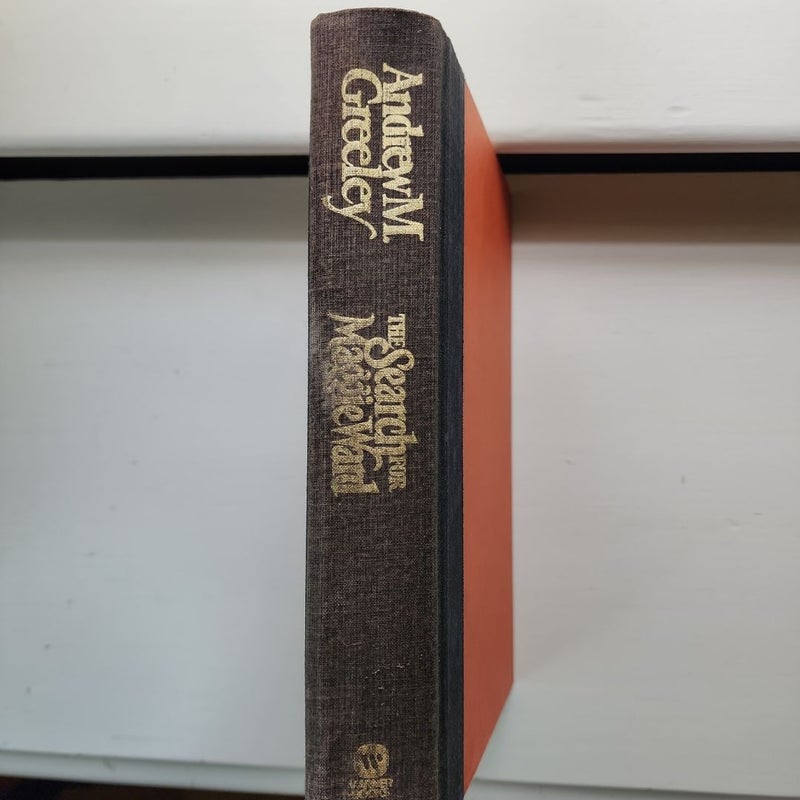 Andrew M.
Greeley
THE Search FOR
Maggie Ward